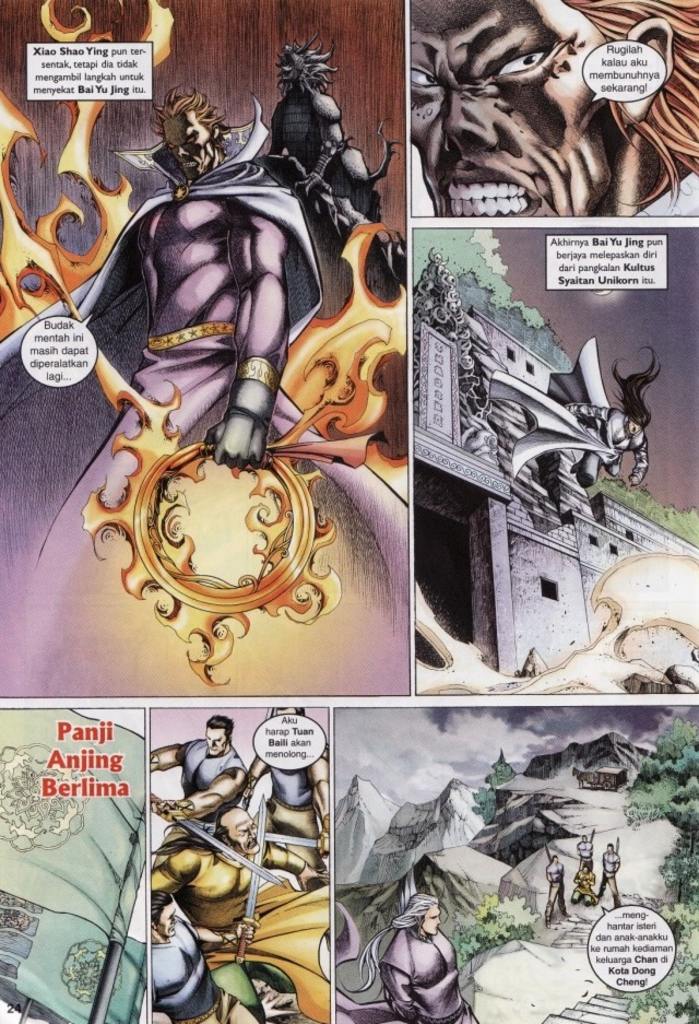 Xiao Shao Ying pun ter-
sentak, tetapi dia tidak
mengambil langkah untuk
menyekat Bai Yu Jing itu.
Budak
mentah ini
masih dapat
diperalatkan
lagi...
Rugilah
kalau aku
membunuhnya
sekarang!
Akhirnya Bai Yu Jing pun
berjaya melepaskan diri
dari pangkalan Kultus
Syaitan Unikorn itu.
Panji
Anjing
Berlima
Aku
harap Tuan
Baili akan
menolong...
...meng-
hantar isteri
dan anak-anakku
ke rumah kediaman
keluarga Chan di
Kota Dong
Cheng!
24